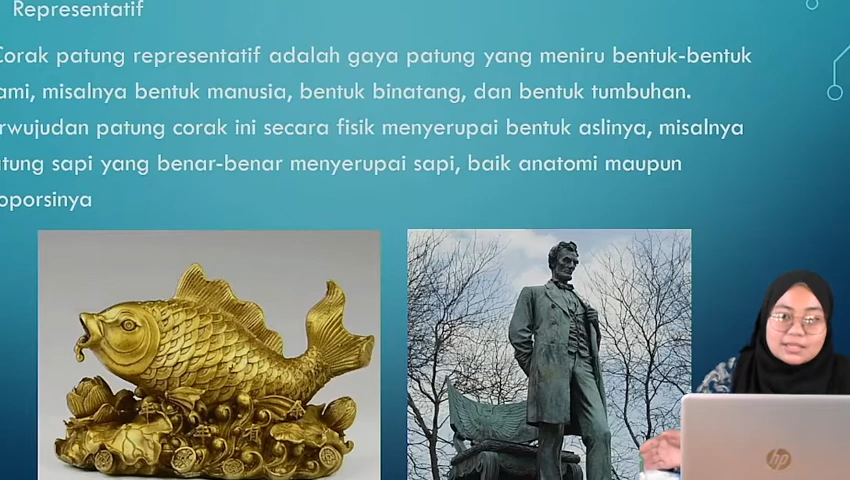 Representatif
Corak patung representatif adalah gaya patung yang meniru bentuk-bentuk
ami, misalnya bentuk manusia, bentuk binatang, dan bentuk tumbuhan.
rwujudan patung corak ini secara fisik menyerupai bentuk aslinya, misalnya
tung sapi yang benar-benar menyerupai sapi, baik anatomi maupun
oporsinya
hp